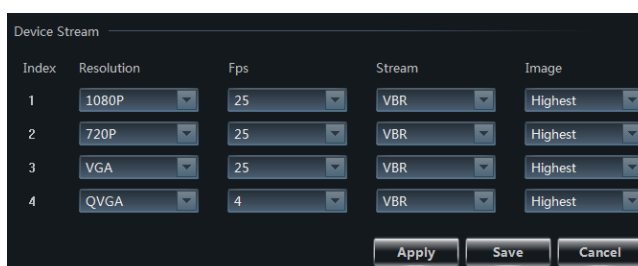 Device Stream
Index Resolution Fps Stream Image
1 1080P 25 VBR Highest
2 720P 25 VBR Highest
3 VGA 25 VBR Highest
4 QVGA 4 VBR Highest
Apply Save Cancel